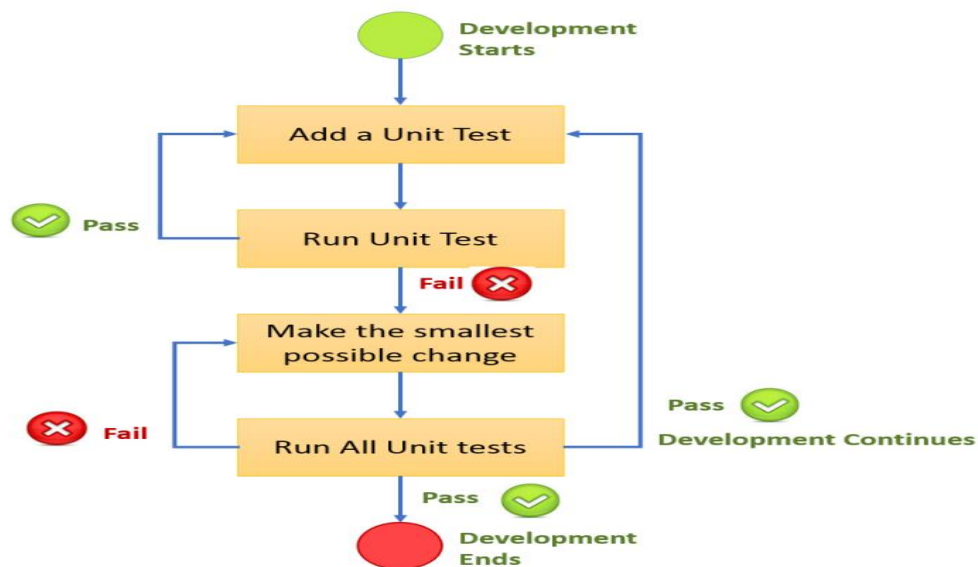 Development
Starts
Add a Unit Test
Pass
Run Unit Test
Fail
Make the smallest
possible change
Fail
Run All Unit tests
Pass
Development Continues
Pass
Development
Ends